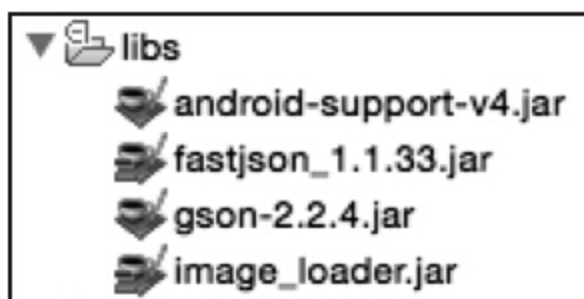 libs
android-support-v4.jar
fastjson_1.1.33.jar
gson-2.2.4.jar
image_loader.jar